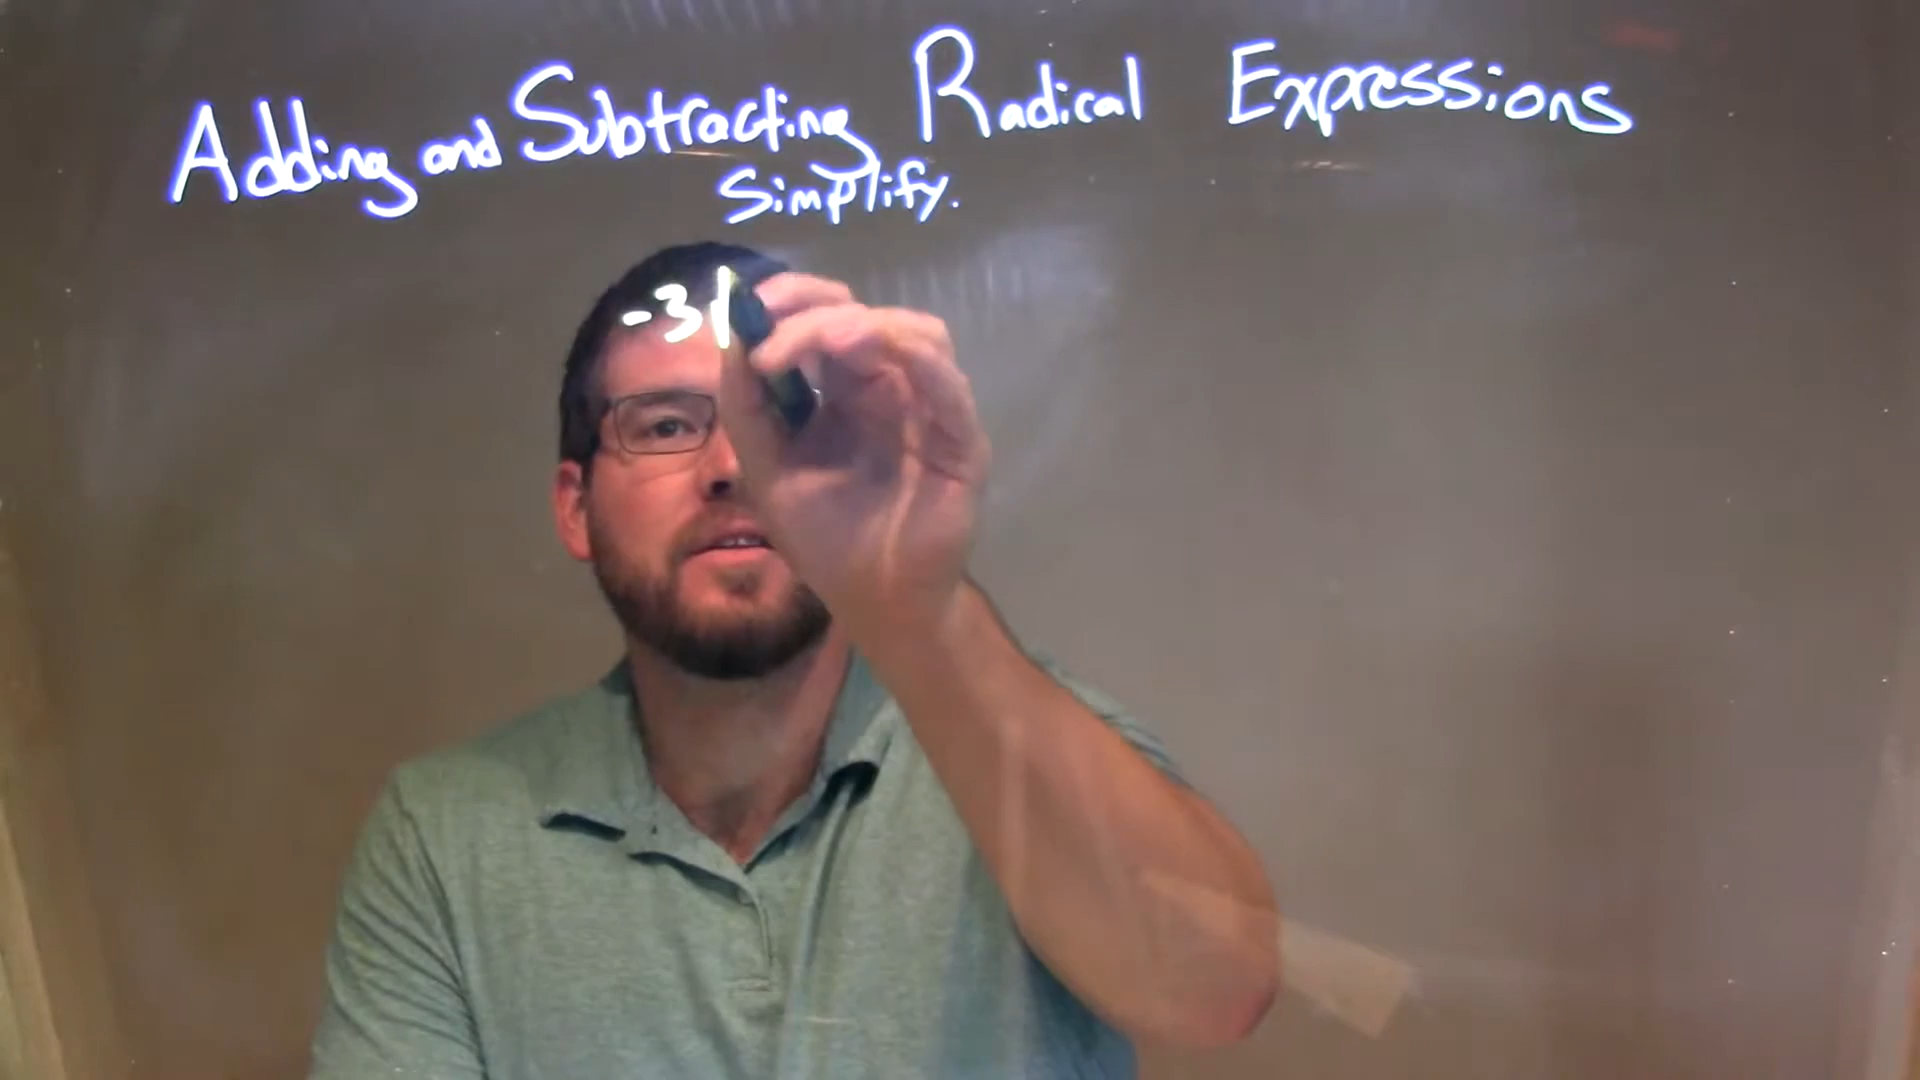 Adding and Subtracting Radical Expressions
Simplify.
-3